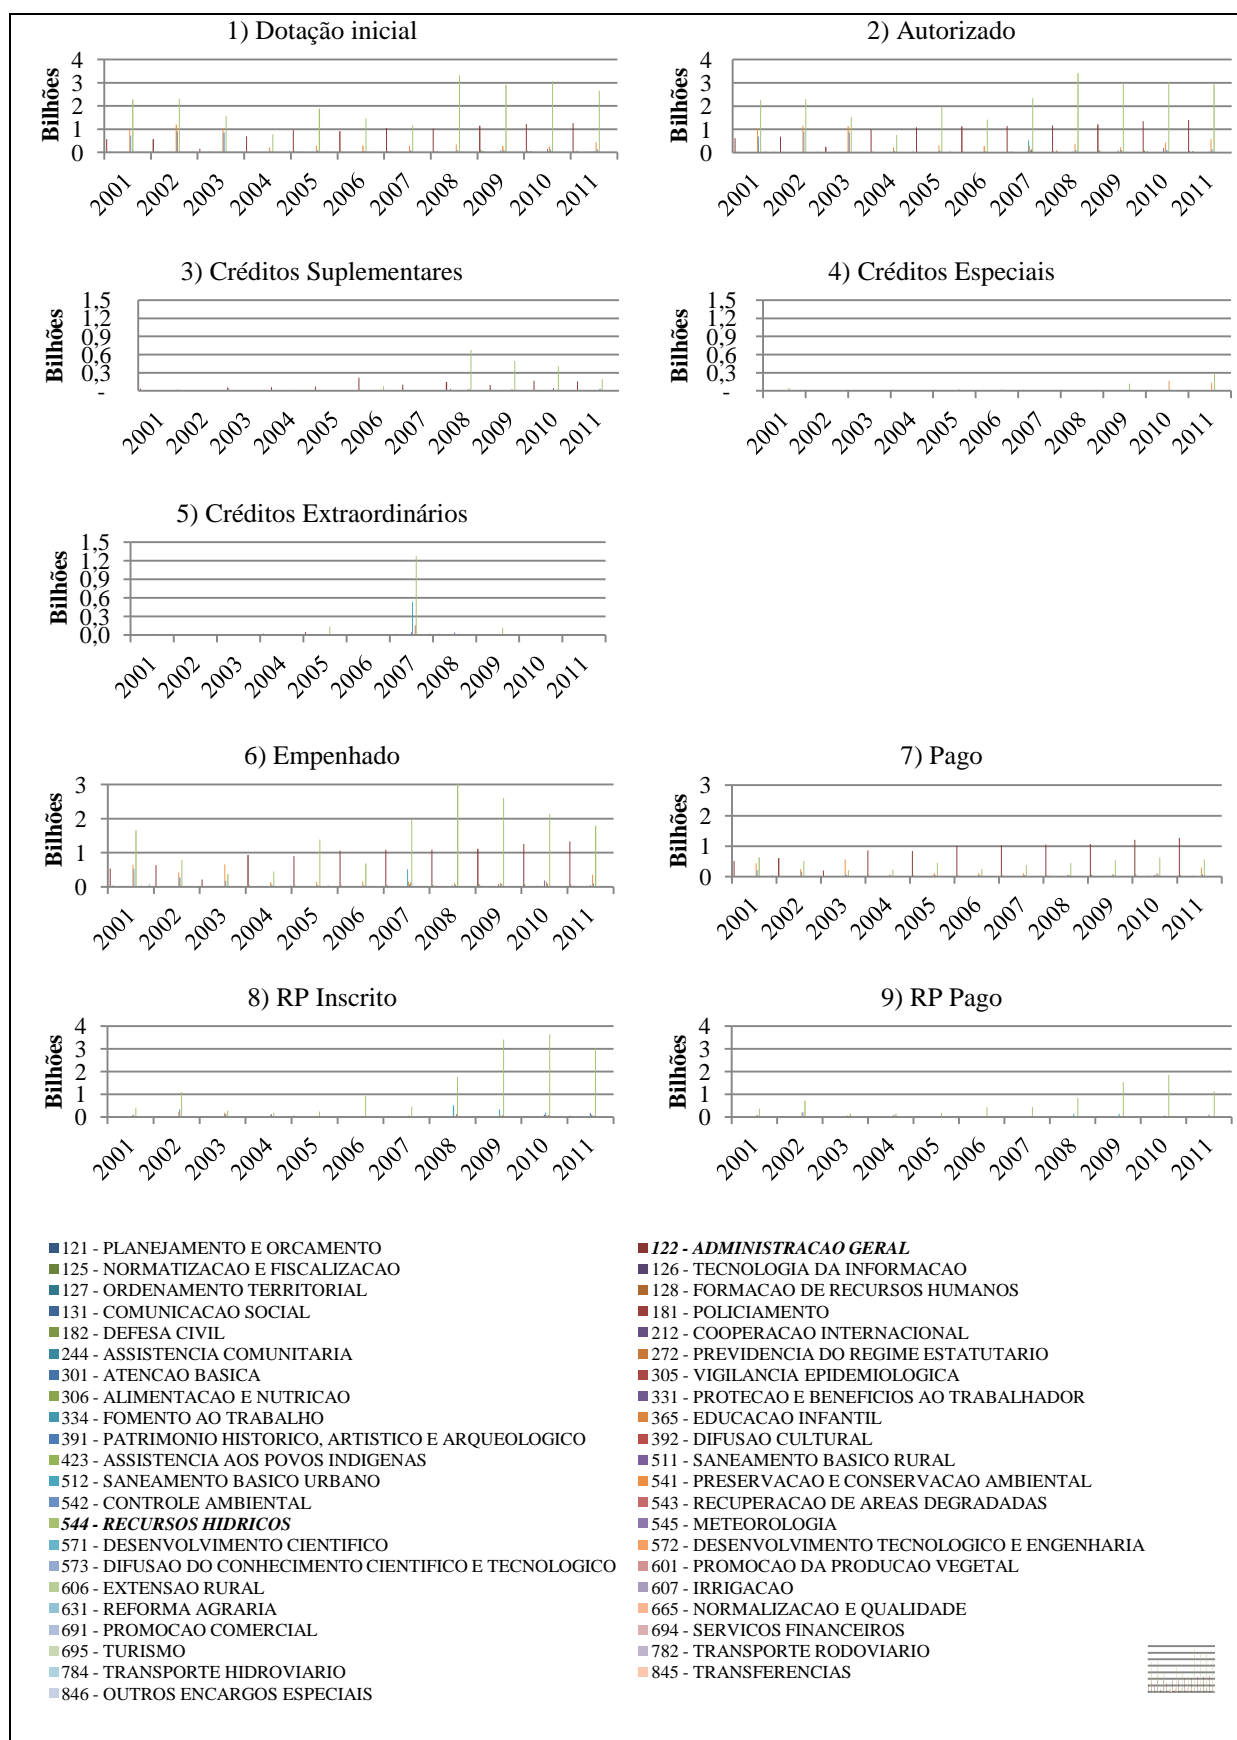 1) Dotação inicial
Bilhões
4
3
2
1
0
2001 2002 2003 2004 2005 2006 2007 2008 2009 2010 2011
2) Autorizado
Bilhões
4
3
2
1
0
2001 2002 2003 2004 2005 2006 2007 2008 2009 2010 2011
3) Créditos Suplementares
Bilhões
1,5
1,2
0,9
0,6
0,3
-
2001 2002 2003 2004 2005 2006 2007 2008 2009 2010 2011
4) Créditos Especiais
Bilhões
1,5
1,2
0,9
0,6
0,3
-
2001 2002 2003 2004 2005 2006 2007 2008 2009 2010 2011
5) Créditos Extraordinários
Bilhões
1,5
1,2
0,9
0,6
0,3
0,0
2001 2002 2003 2004 2005 2006 2007 2008 2009 2010 2011
6) Empenhado
Bilhões
3
2
1
0
2001 2002 2003 2004 2005 2006 2007 2008 2009 2010 2011
7) Pago
Bilhões
3
2
1
0
2001 2002 2003 2004 2005 2006 2007 2008 2009 2010 2011
8) RP Inscrito
Bilhões
4
3
2
1
0
2001 2002 2003 2004 2005 2006 2007 2008 2009 2010 2011
9) RP Pago
Bilhões
4
3
2
1
0
2001 2002 2003 2004 2005 2006 2007 2008 2009 2010 2011
121 - PLANEJAMENTO E ORCAMENTO
122 - ADMINISTRACAO GERAL
125 - NORMATIZACAO E FISCALIZACAO
126 - TECNOLOGIA DA INFORMACAO
127 - ORDENAMENTO TERRITORIAL
128 - FORMACAO DE RECURSOS HUMANOS
131 - COMUNICACAO SOCIAL
181 - POLICIAMENTO
182 - DEFESA CIVIL
212 - COOPERACAO INTERNACIONAL
244 - ASSISTENCIA COMUNITARIA
272 - PREVIDENCIA DO REGIME ESTATUTARIO
301 - ATENCAO BASICA
305 - VIGILANCIA EPIDEMIOLOGICA
306 - ALIMENTACAO E NUTRICAO
331 - PROTECAO E BENEFICIOS AO TRABALHADOR
334 - FOMENTO AO TRABALHO
365 - EDUCACAO INFANTIL
391 - PATRIMONIO HISTORICO, ARTISTICO E ARQUEOLOGICO
392 - DIFUSAO CULTURAL
423 - ASSISTENCIA AOS POVOS INDIGENAS
511 - SANEAMENTO BASICO RURAL
512 - SANEAMENTO BASICO URBANO
541 - PRESERVACAO E CONSERVACAO AMBIENTAL
542 - CONTROLE AMBIENTAL
543 - RECUPERACAO DE AREAS DEGRADADAS
544 - RECURSOS HIDRICOS
545 - METEOROLOGIA
571 - DESENVOLVIMENTO CIENTIFICO
572 - DESENVOLVIMENTO TECNOLOGICO E ENGENHARIA
573 - DIFUSAO DO CONHECIMENTO CIENTIFICO E TECNOLOGICO
601 - PROMOCAO DA PRODUCAO VEGETAL
606 - EXTENSAO RURAL
607 - IRRIGACAO
631 - REFORMA AGRARIA
665 - NORMALIZACAO E QUALIDADE
691 - PROMOCAO COMERCIAL
694 - SERVICOS FINANCEIROS
695 - TURISMO
782 - TRANSPORTE RODOVIARIO
784 - TRANSPORTE HIDROVIARIO
845 - TRANSFERENCIAS
846 - OUTROS ENCARGOS ESPECIAIS